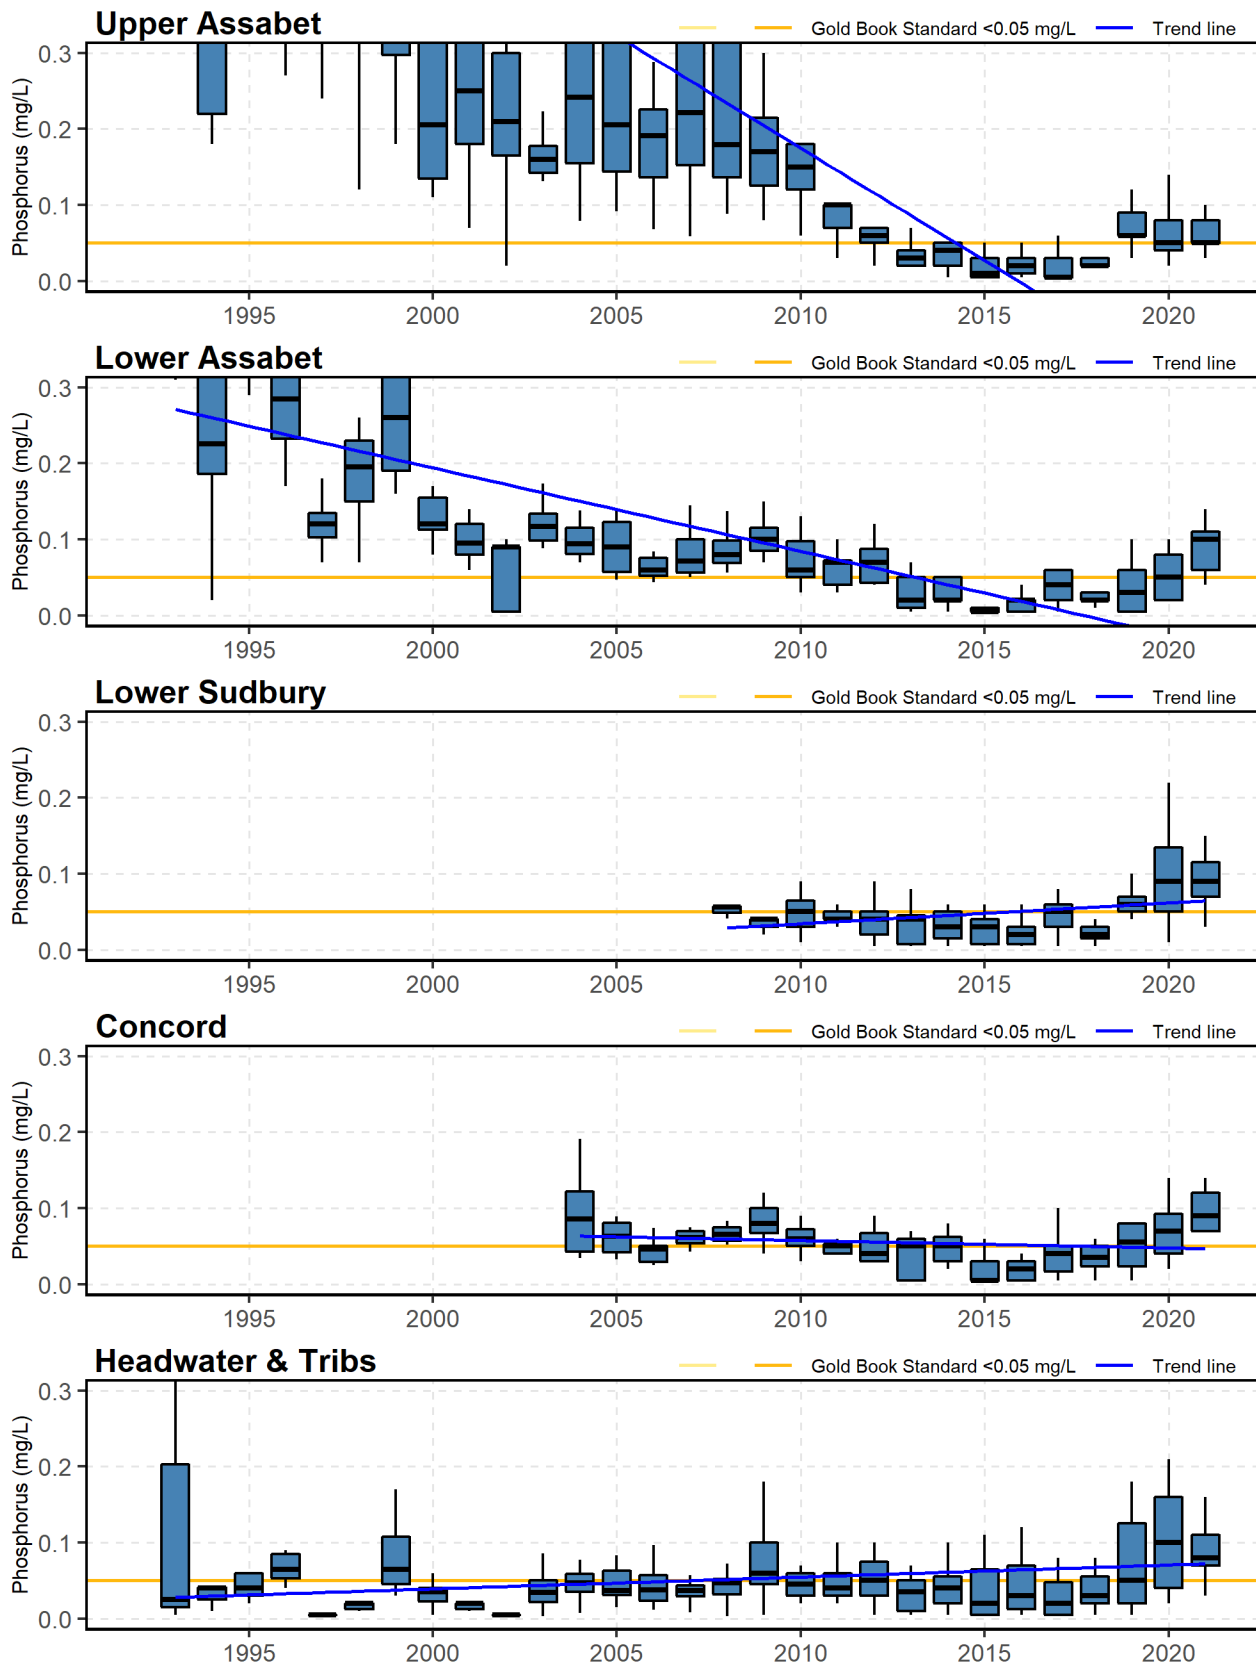 Upper Assabet
Gold Book Standard <0.05 mg/L Trend line
Phosphorus (mg/L)
0.3
0.2
0.1
0.0
1995 2000 2005 2010 2015 2020
Lower Assabet
Gold Book Standard <0.05 mg/L Trend line
Phosphorus (mg/L)
0.3
0.2
0.1
0.0
1995 2000 2005 2010 2015 2020
Lower Sudbury
Gold Book Standard <0.05 mg/L Trend line
Phosphorus (mg/L)
0.3
0.2
0.1
0.0
1995 2000 2005 2010 2015 2020
Concord
Gold Book Standard <0.05 mg/L Trend line
Phosphorus (mg/L)
0.3
0.2
0.1
0.0
1995 2000 2005 2010 2015 2020
Headwater & Tribs
Gold Book Standard <0.05 mg/L Trend line
Phosphorus (mg/L)
0.3
0.2
0.1
0.0
1995 2000 2005 2010 2015 2020